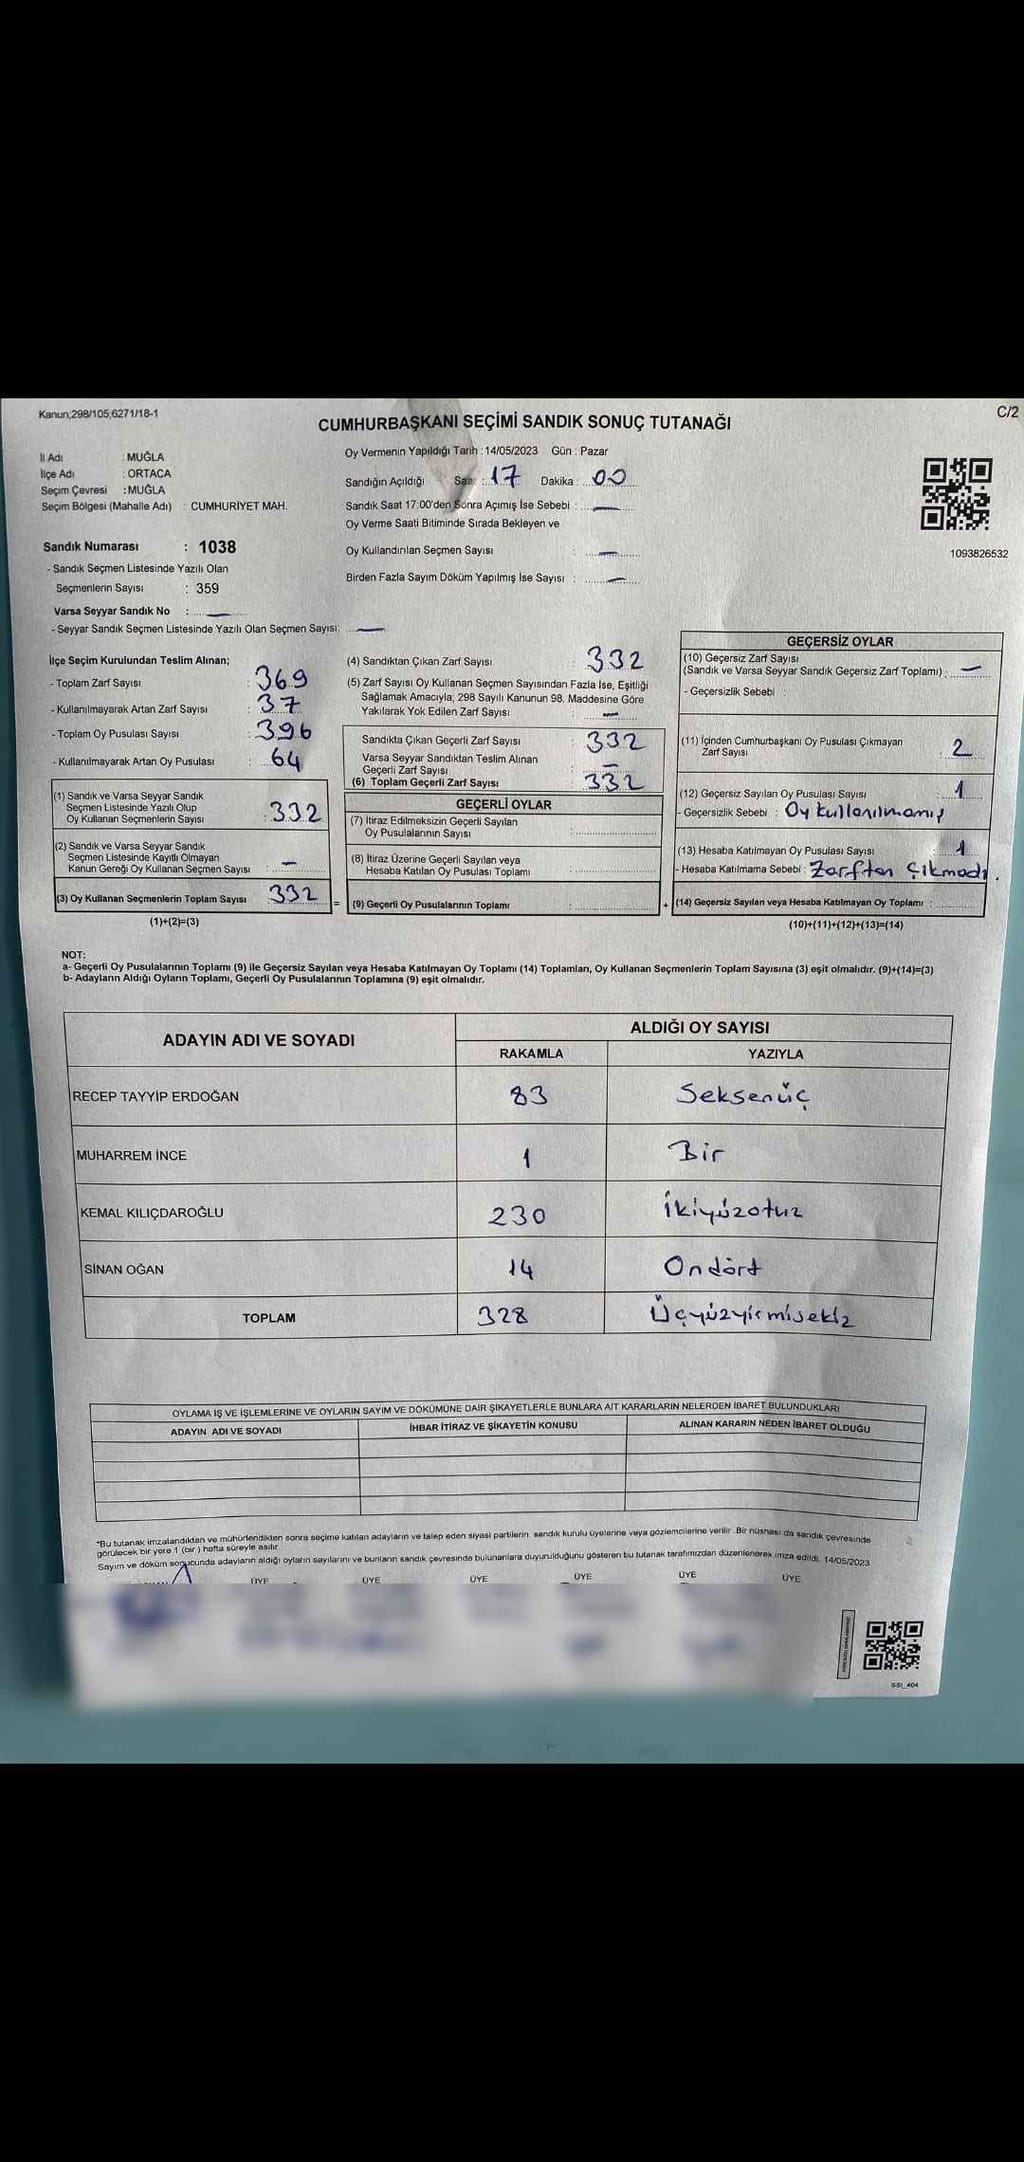 Kanun;298/105,6271/18-1
C/2
CUMHURBAŞKANI SEÇİMİ SANDIK SONUÇ TUTANAĞI
İl Adı : MUĞLA
İlçe Adı : ORTACA
Seçim Çevresi : MUĞLA
Seçim Bölgesi (Mahalle Adı) : CUMHURİYET MAH.
Sandık Numarası : 1038
- Sandık Seçmen Listesinde Yazılı Olan
Seçmenlerin Sayısı : 359
Varsa Seyyar Sandık No : —
- Seyyar Sandık Seçmen Listesinde Yazılı Olan Seçmen Sayısı: —
Oy Vermenin Yapıldığı Tarih : 14/05/2023 Gün : Pazar
Sandığın Açıldığı Saat : 17 Dakika : 00
Sandık Saat 17:00'den Sonra Açımış İse Sebebi : —
Oy Verme Saati Bitiminde Sırada Bekleyen ve
Oy Kullandırılan Seçmen Sayısı : —
Birden Fazla Sayım Döküm Yapılmış İse Sayısı : —
1093826532
İlçe Seçim Kurulundan Teslim Alınan;
- Toplam Zarf Sayısı : 369
- Kullanılmayarak Artan Zarf Sayısı : 37
- Toplam Oy Pusulası Sayısı : 396
- Kullanılmayarak Artan Oy Pusulası : 64
(1) Sandık ve Varsa Seyyar Sandık
Seçmen Listesinde Yazılı Olup
Oy Kullanan Seçmenlerin Sayısı : 332
(2) Sandık ve Varsa Seyyar Sandık
Seçmen Listesinde Kayıtlı Olmayan
Kanun Gereği Oy Kullanan Seçmen Sayısı : —
(3) Oy Kullanan Seçmenlerin Toplam Sayısı : 332 =
(1)+(2)=(3)
(4) Sandıktan Çıkan Zarf Sayısı : 332
(5) Zarf Sayısı Oy Kullanan Seçmen Sayısından Fazla İse, Eşitliği
Sağlamak Amacıyla, 298 Sayılı Kanunun 98. Maddesine Göre
Yakılarak Yok Edilen Zarf Sayısı : —
Sandıkta Çıkan Geçerli Zarf Sayısı : 332
Varsa Seyyar Sandıktan Teslim Alınan
Geçerli Zarf Sayısı : —
(6) Toplam Geçerli Zarf Sayısı : 332
GEÇERLİ OYLAR
(7) İtiraz Edilmeksizin Geçerli Sayılan
Oy Pusulalarının Sayısı :
(8) İtiraz Üzerine Geçerli Sayılan veya
Hesaba Katılan Oy Pusulası Toplamı :
(9) Geçerli Oy Pusulalarının Toplamı : +
GEÇERSİZ OYLAR
(10) Geçersiz Zarf Sayısı
(Sandık ve Varsa Seyyar Sandık Geçersiz Zarf Toplamı) : —
- Geçersizlik Sebebi :
(11) İçinden Cumhurbaşkanı Oy Pusulası Çıkmayan
Zarf Sayısı : 2
(12) Geçersiz Sayılan Oy Pusulası Sayısı : 1
- Geçersizlik Sebebi : Oy kullanılmamış
(13) Hesaba Katılmayan Oy Pusulası Sayısı : 1
- Hesaba Katılmama Sebebi : Zarftan Çıkmadı.
(14) Geçersiz Sayılan veya Hesaba Katılmayan Oy Toplamı :
(10)+(11)+(12)+(13)=(14)
NOT:
a- Geçerli Oy Pusulalarının Toplamı (9) ile Geçersiz Sayılan veya Hesaba Katılmayan Oy Toplamı (14) Toplamları, Oy Kullanan Seçmenlerin Toplam Sayısına (3) eşit olmalıdır. (9)+(14)=(3)
b- Adayların Aldığı Oyların Toplamı, Geçerli Oy Pusulalarının Toplamına (9) eşit olmalıdır.
ADAYIN ADI VE SOYADI
ALDIĞI OY SAYISI
RAKAMLA YAZIYLA
RECEP TAYYİP ERDOĞAN 83 Seksenüç
MUHARREM İNCE 1 Bir
KEMAL KILIÇDAROĞLU 230 İkiyüzotuz
SİNAN OĞAN 14 Ondört
TOPLAM 328 Üçyüzyirmisekiz
OYLAMA İŞ VE İŞLEMLERİNE VE OYLARIN SAYIM VE DÖKÜMÜNE DAİR ŞİKAYETLERLE BUNLARA AİT KARARLARIN NELERDEN İBARET BULUNDUKLARI
ADAYIN ADI VE SOYADI İHBAR İTİRAZ VE ŞİKAYETİN KONUSU ALINAN KARARIN NEDEN İBARET OLDUĞU
*Bu tutanak imzalandıktan ve mühürlendikten sonra seçime katılan adayların ve talep eden siyasi partilerin sandık kurulu üyelerine veya gözlemcilerine verilir. Bir nüshası da sandık çevresinde
görülecek bir yere 1 (bir) hafta süreyle asılır.
Sayım ve döküm sonucunda adayların aldığı oyların sayılarını ve bunların sandık çevresinde bulunanlara duyurulduğunu gösteren bu tutanak tarafımızdan düzenlenerek imza edildi. 14/05/2023
ÜYE ÜYE ÜYE ÜYE ÜYE ÜYE
SSI_404